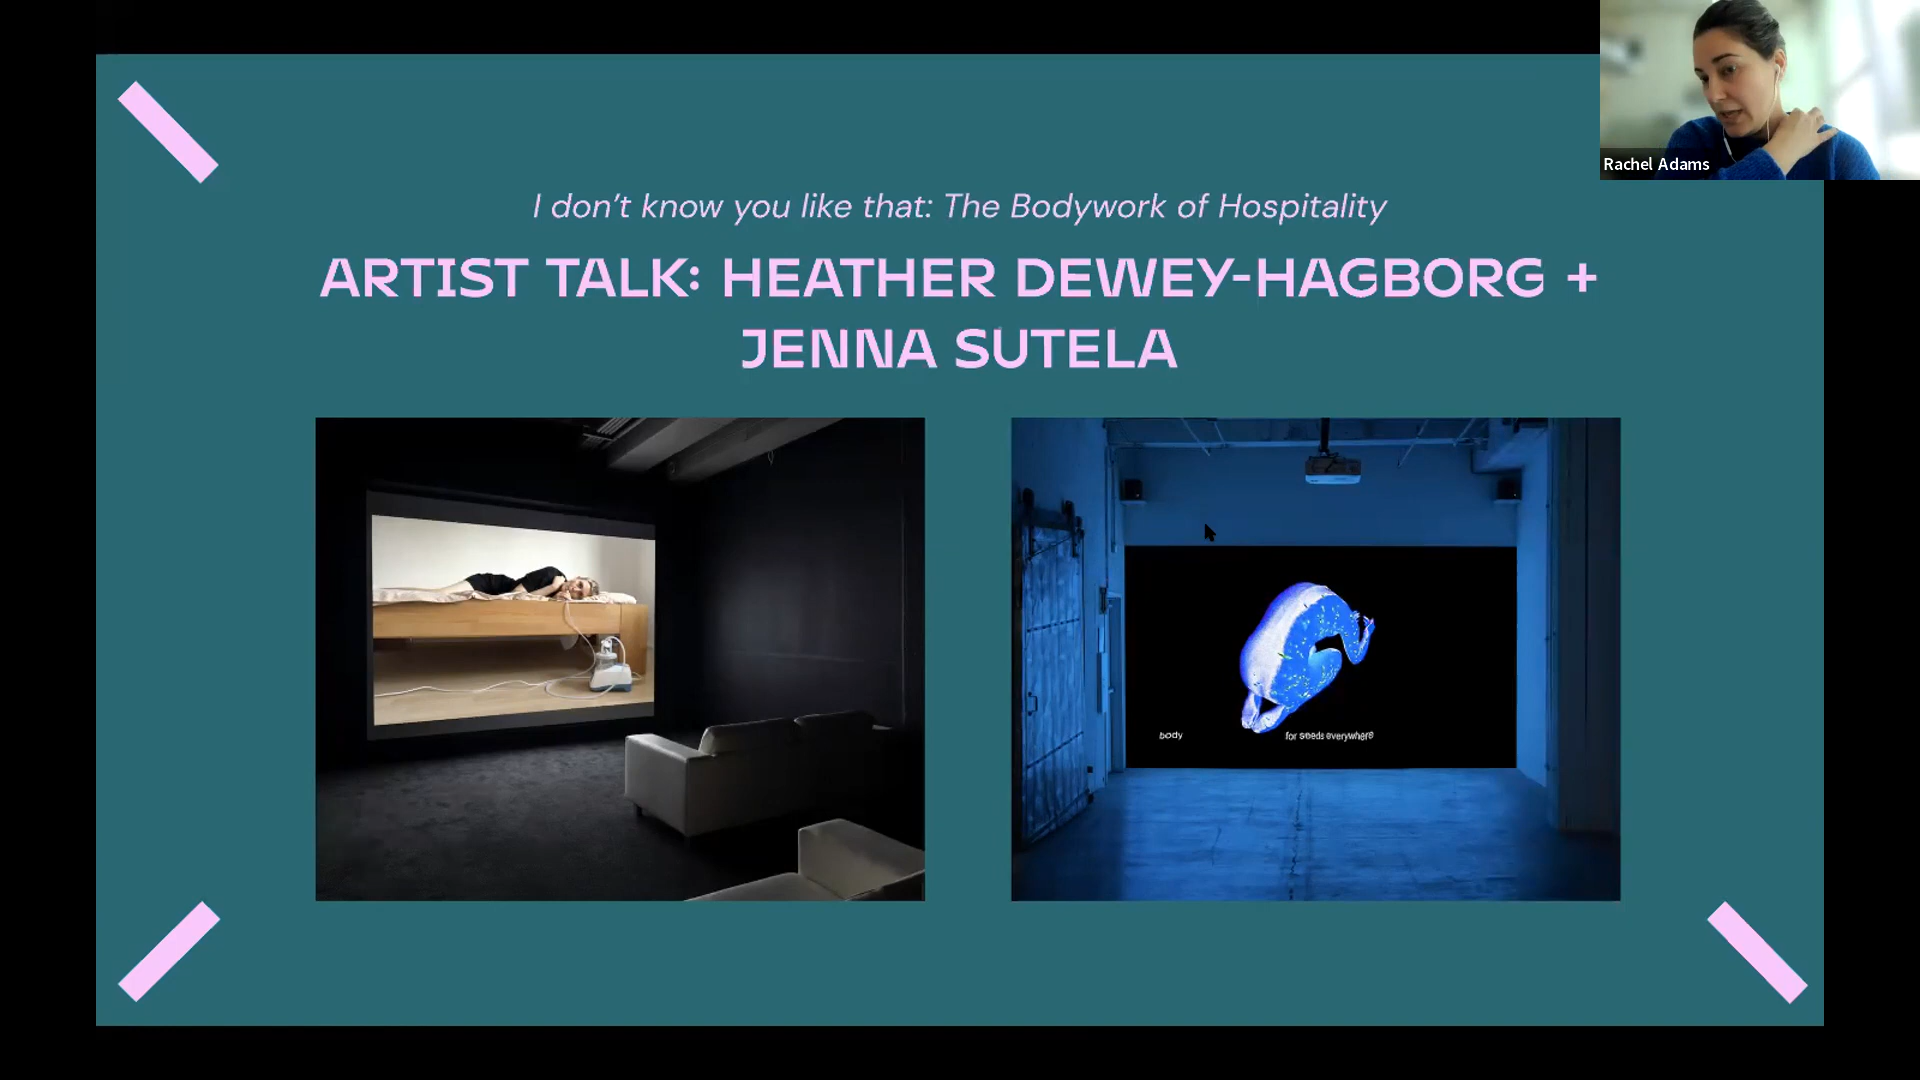 Rachel Adams
I don't know you like that: The Bodywork of Hospitality
ARTIST TALK: HEATHER DEWEY-HAGBORG +
JENNA SUTELA
body
for seeds everywhere